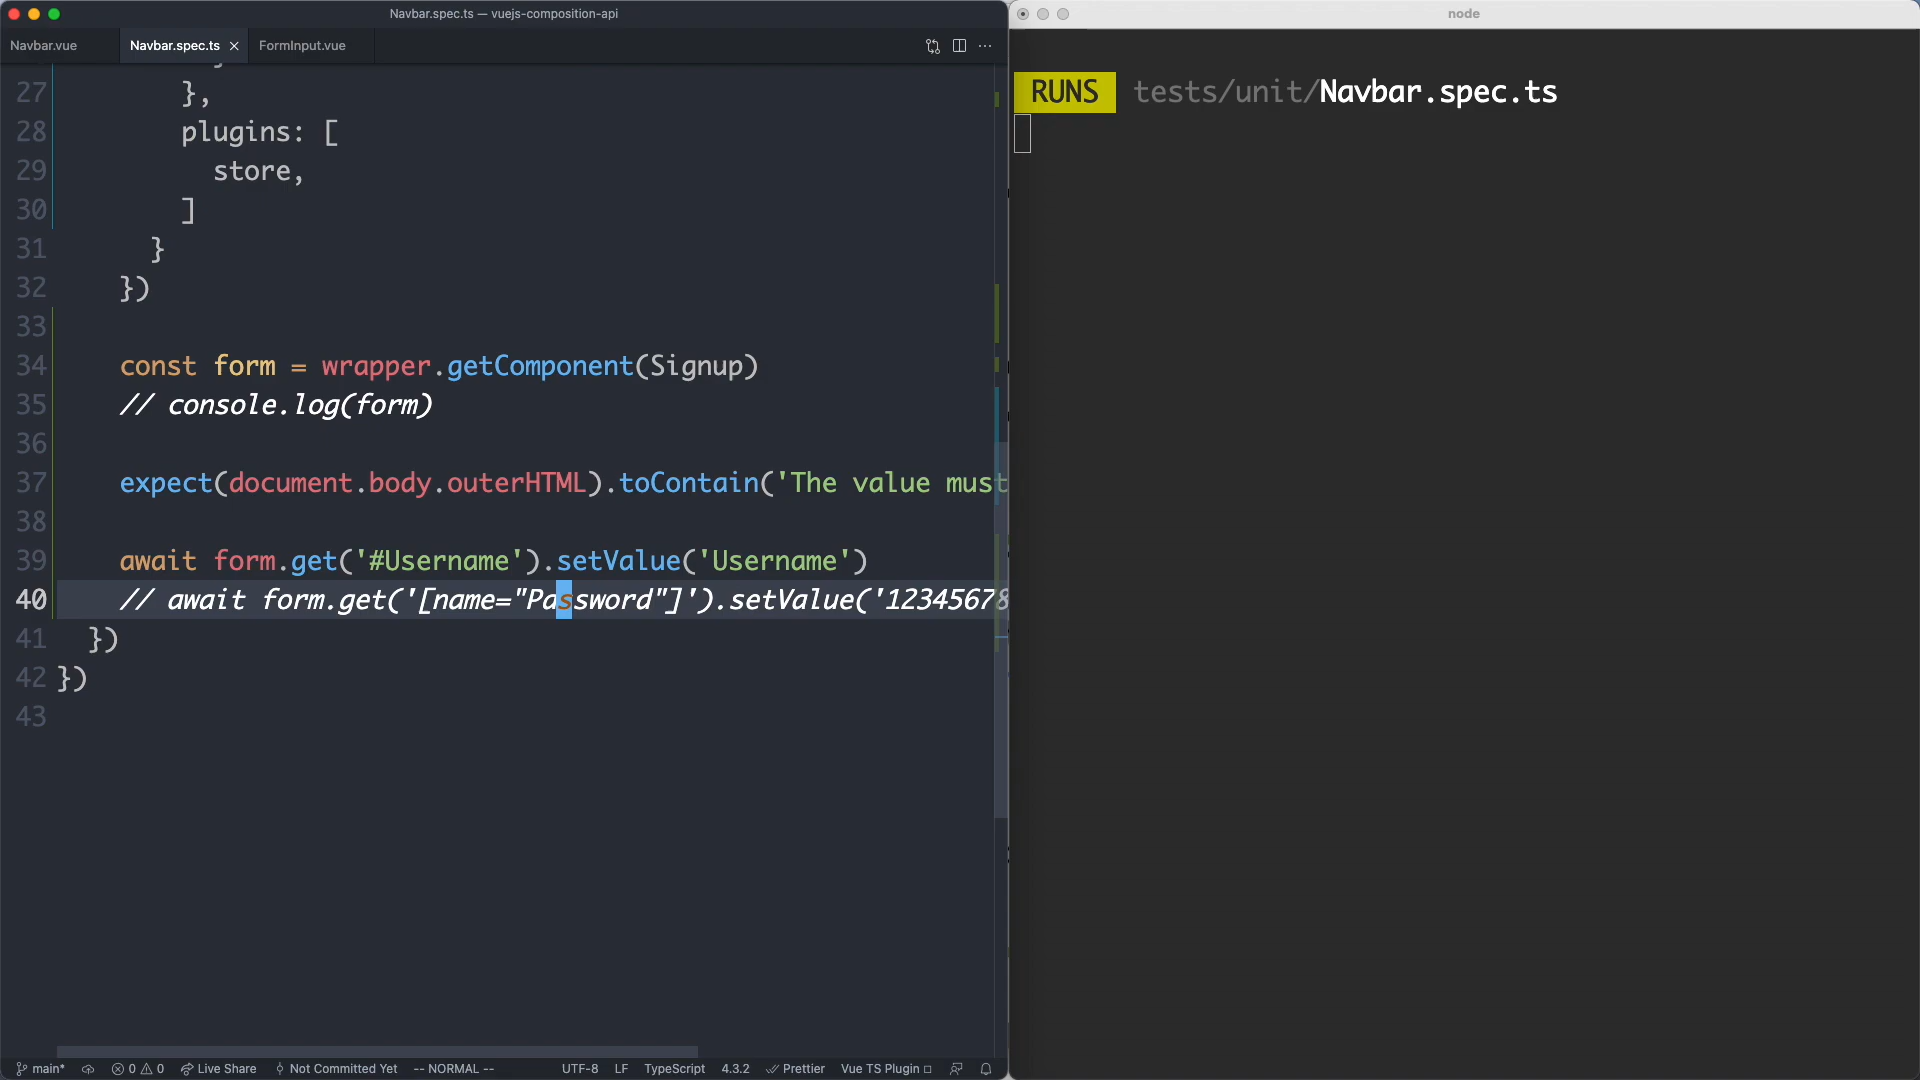 Navbar.spec.ts — vuejs-composition-api
Navbar.vue
Navbar.spec.ts
FormInput.vue
27 },
28 plugins: [
29 store,
30 ]
31 }
32 })
33
34 const form = wrapper.getComponent(Signup)
35 // console.log(form)
36
37 expect(document.body.outerHTML).toContain('The value must
38
39 await form.get('#Username').setValue('Username')
40 // await form.get('[name="Password"]').setValue('12345678
41 })
42 })
43
main* 0 0 Live Share Not Committed Yet -- NORMAL -- UTF-8 LF TypeScript 4.3.2 Prettier Vue TS Plugin
node
RUNS tests/unit/Navbar.spec.ts